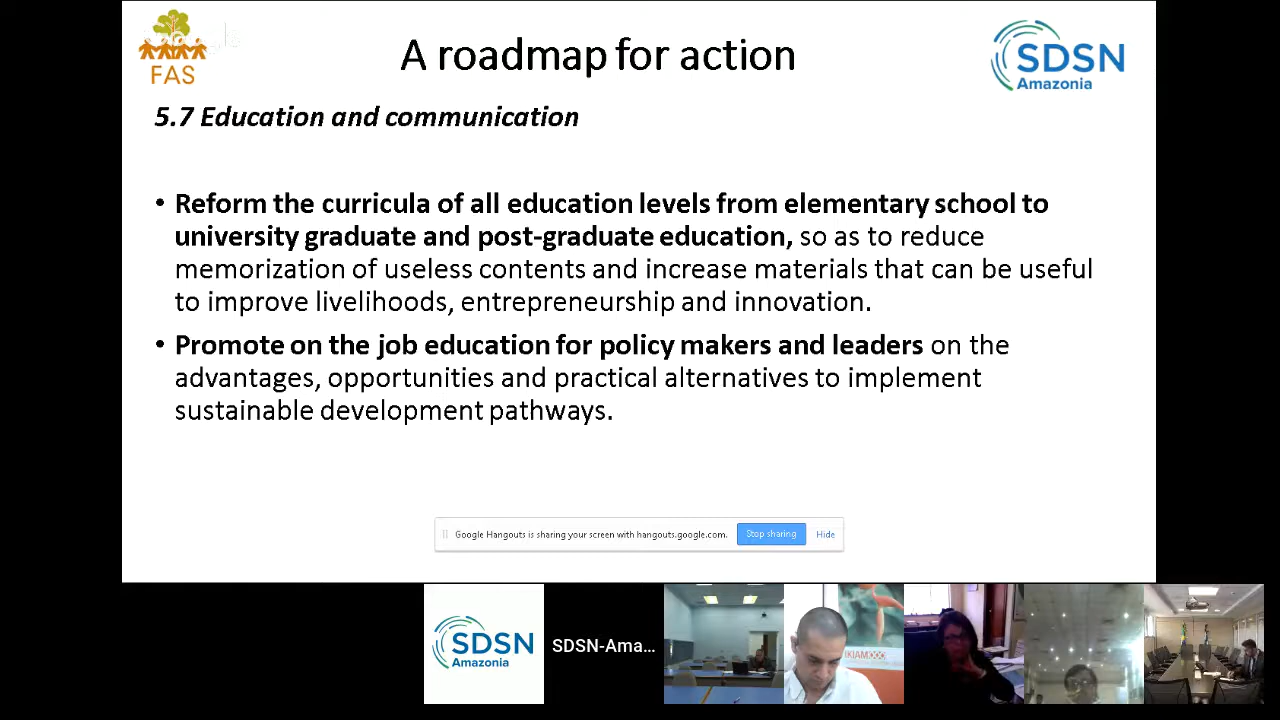 FAS
A roadmap for action
SDSN
Amazonia
5.7 Education and communication
• Reform the curricula of all education levels from elementary school to
university graduate and post-graduate education, so as to reduce
memorization of useless contents and increase materials that can be useful
to improve livelihoods, entrepreneurship and innovation.
• Promote on the job education for policy makers and leaders on the
advantages, opportunities and practical alternatives to implement
sustainable development pathways.
Google Hangouts is sharing your screen with hangouts.google.com.
Stop sharing
Hide
SDSN
Amazonia
SDSN-Ama...
IKIAM